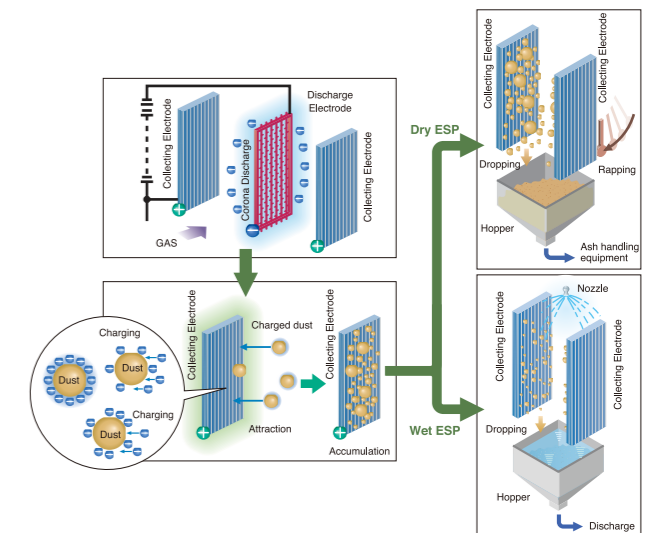 Collecting Electrode
Discharge
Electrode
Corona Discharge
Collecting Electrode
GAS
Charging
Dust
Dust
Charging
Dust
Collecting Electrode
Charged dust
Attraction
Collecting Electrode
Accumulation
Dry ESP
Wet ESP
Collecting Electrode
Collecting Electrode
Dropping
Rapping
Hopper
Ash handling
equipment
Nozzle
Collecting Electrode
Collecting Electrode
Dropping
Hopper
Discharge